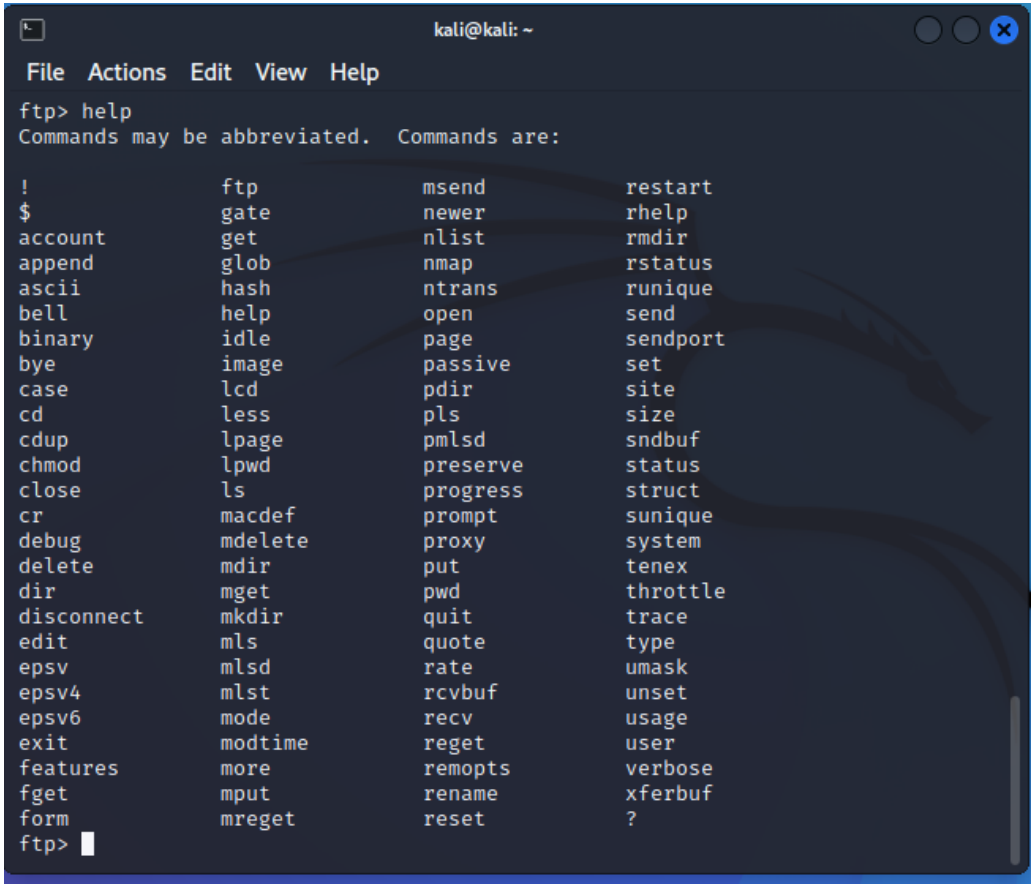 kali@kali: ~
File Actions Edit View Help
ftp> help
Commands may be abbreviated.  Commands are:
! ftp msend restart
$ gate newer rhelp
account get nlist rmdir
append glob nmap rstatus
ascii hash ntrans runique
bell help open send
binary idle page sendport
bye image passive set
case lcd pdir site
cd less pls size
cdup lpage pmlsd sndbuf
chmod lpwd preserve status
close ls progress struct
cr macdef prompt sunique
debug mdelete proxy system
delete mdir put tenex
dir mget pwd throttle
disconnect mkdir quit trace
edit mls quote type
epsv mlsd rate umask
epsv4 mlst rcvbuf unset
epsv6 mode recv usage
exit modtime reget user
features more remopts verbose
fget mput rename xferbuf
form mreget reset ?
ftp>